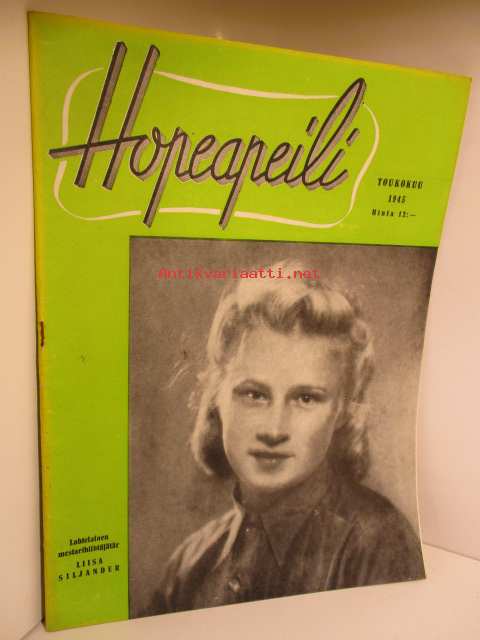 Hopeapeili
TOUKOKUU
1945
Hinta 12:—
Antikvariaatti.net
Lahtelainen
mestarihiihtäjätär
LIISA
SILJANDER